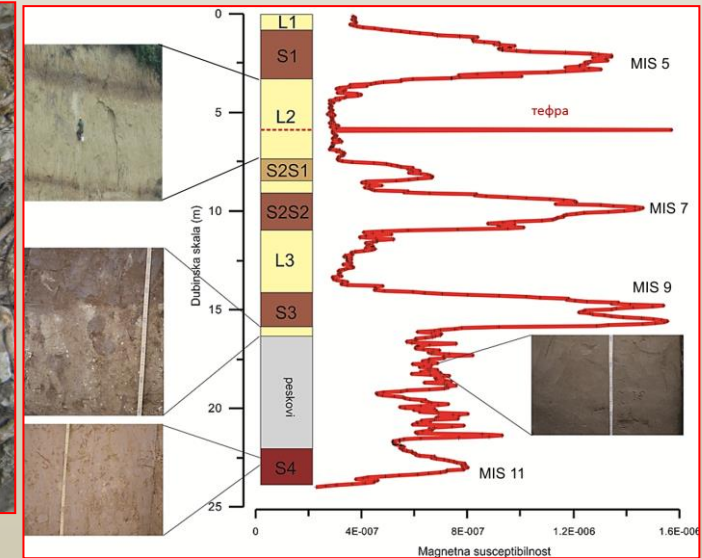 0
L1
S1
MIS 5
5
L2
тефра
S2S1
S2S2
10
MIS 7
L3
MIS 9
15
S3
peskovi
20
S4
MIS 11
25
Dubinska skala (m)
0 4E-007 8E-007 1.2E-006 1.6E-006
Magnetna susceptibilnost